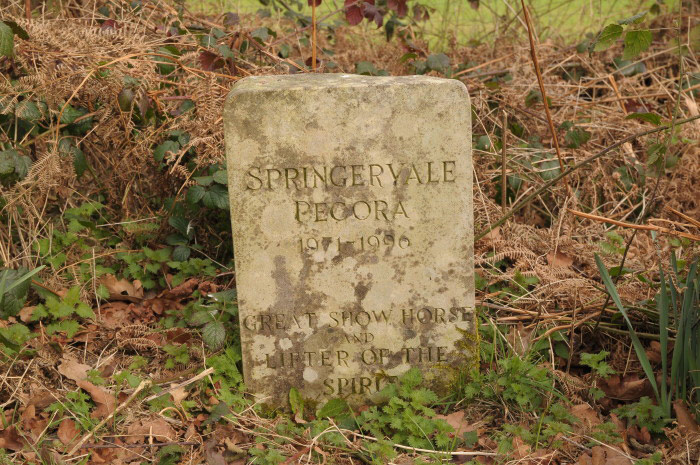 SPRINGERVALE
PECORA
1971-1996
GREAT SHOW HORSE
AND
LIFTER OF THE
SPIRIT